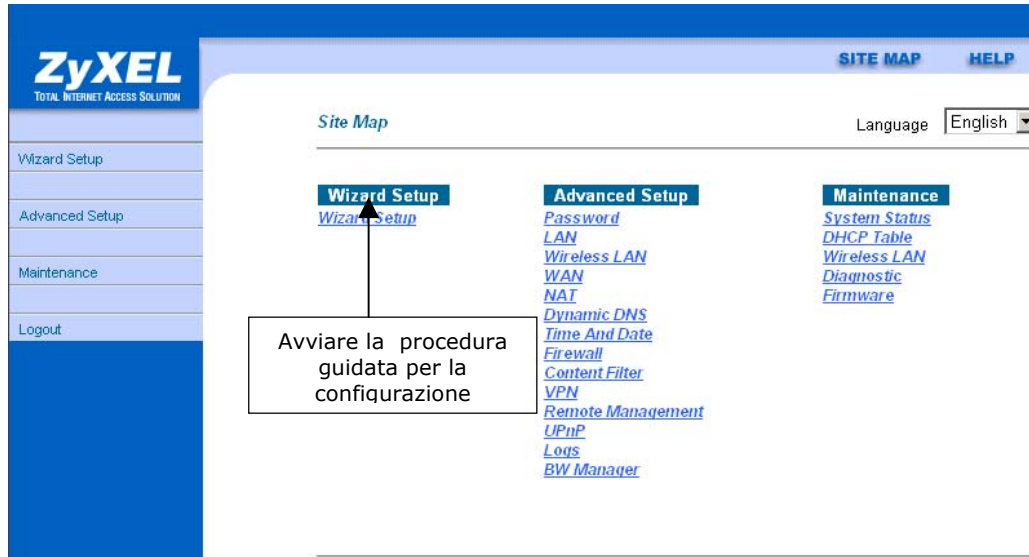 ZyXEL
TOTAL INTERNET ACCESS SOLUTION
SITE MAP HELP
Site Map
Language English
Wizard Setup
Advanced Setup
Maintenance
Logout
Wizard Setup
Wizard Setup
Advanced Setup
Password
LAN
Wireless LAN
WAN
NAT
Dynamic DNS
Time And Date
Firewall
Content Filter
VPN
Remote Management
UPnP
Logs
BW Manager
Maintenance
System Status
DHCP Table
Wireless LAN
Diagnostic
Firmware
Avviare la procedura
guidata per la
configurazione